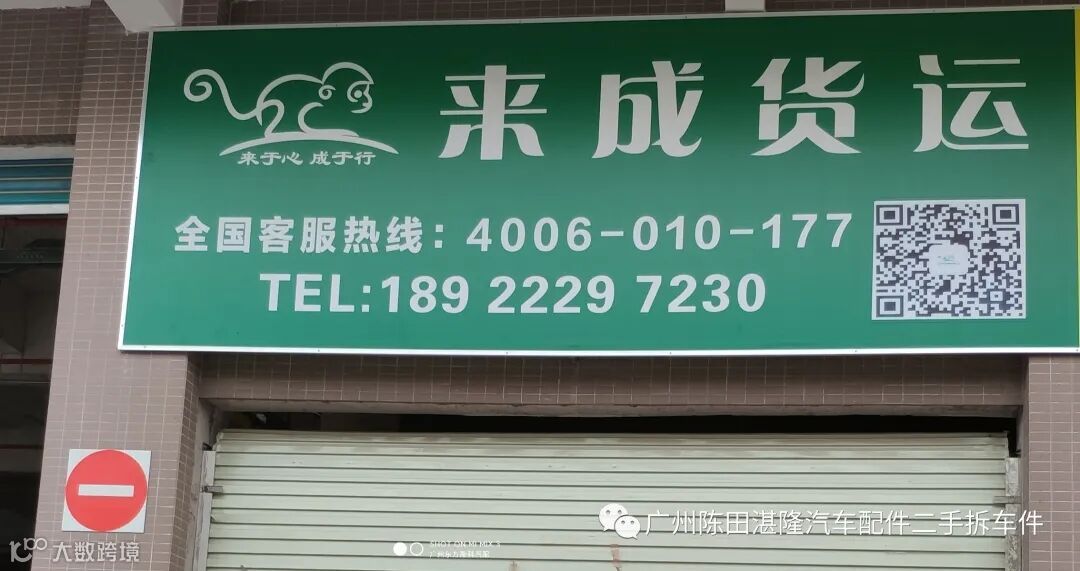 来成货运
来于心 成于行
全国客服热线：4006-010-177
TEL:189 2229 7230
广州陈田湛隆汽车配件二手拆车件
大数跨境